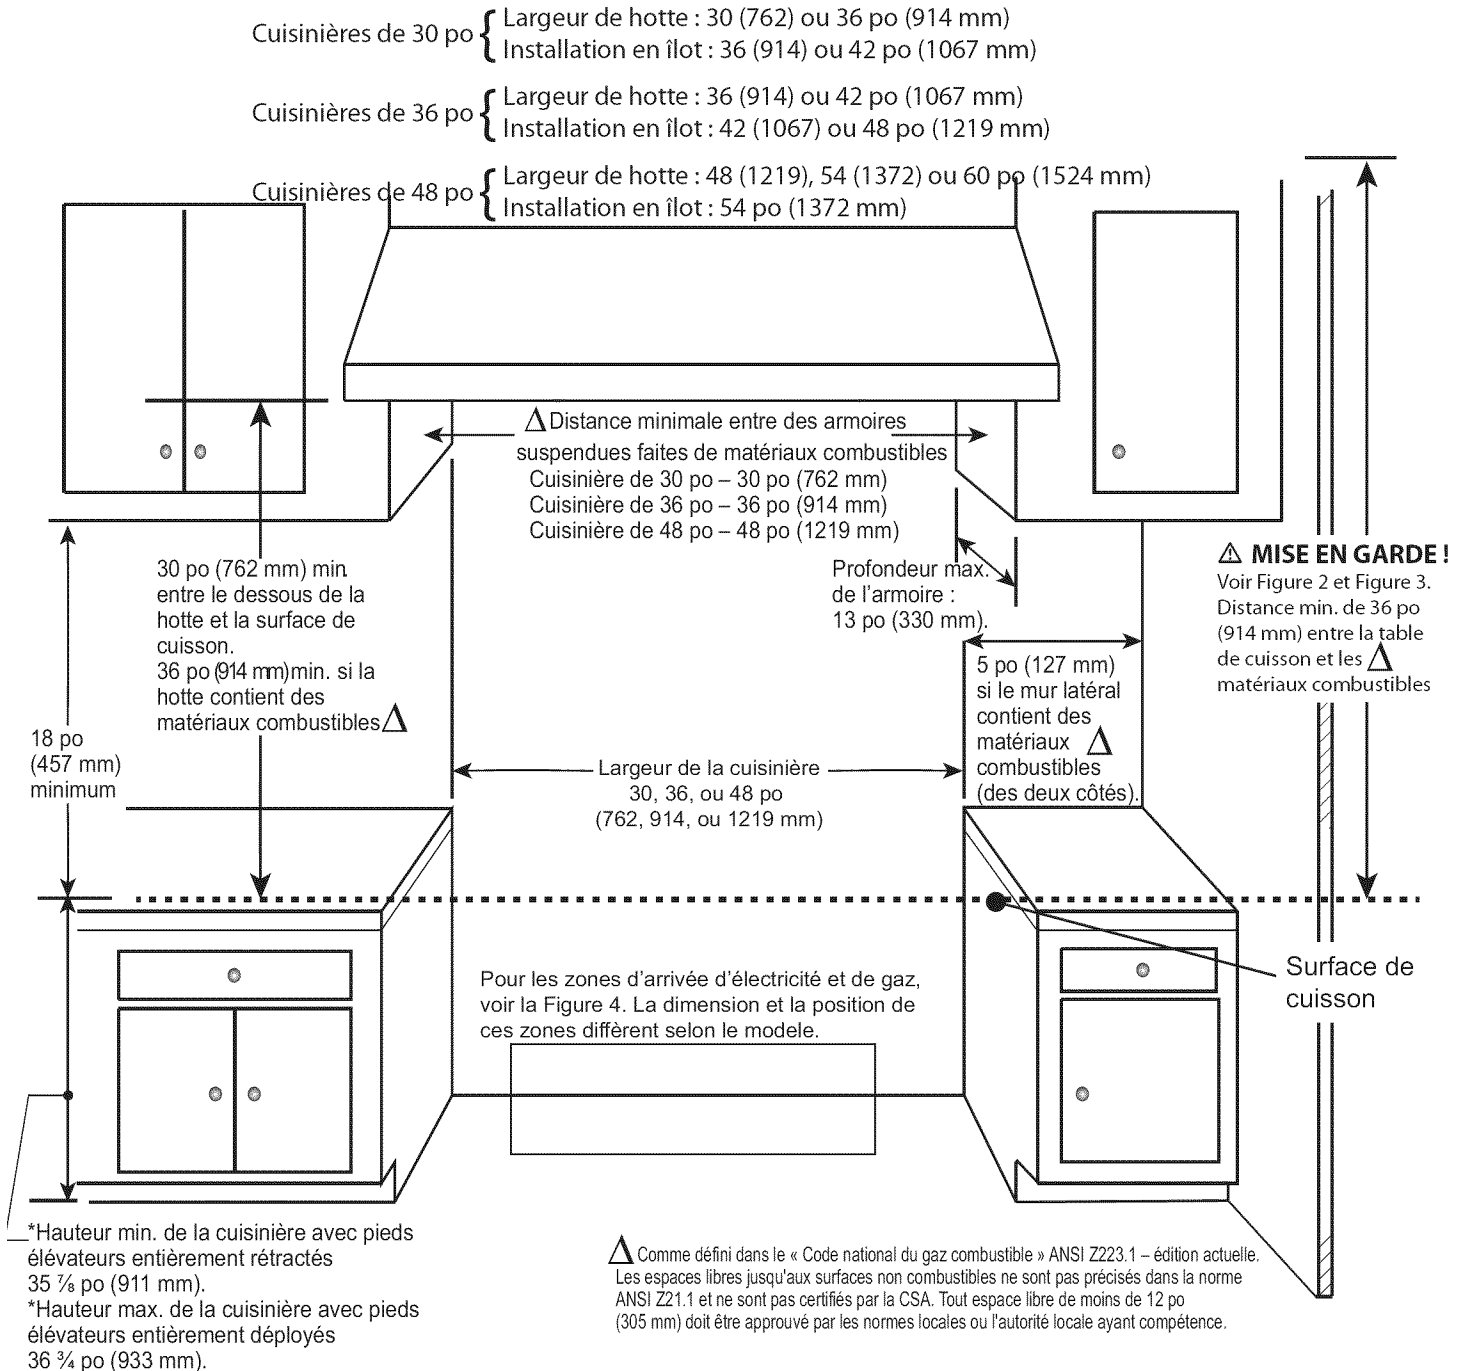 Cuisinières de 30 po { Largeur de hotte : 30 (762) ou 36 po (914 mm)
Installation en îlot : 36 (914) ou 42 po (1067 mm)
Cuisinières de 36 po { Largeur de hotte : 36 (914) ou 42 po (1067 mm)
Installation en îlot : 42 (1067) ou 48 po (1219 mm)
Cuisinières de 48 po { Largeur de hotte : 48 (1219), 54 (1372) ou 60 po (1524 mm)
Installation en îlot : 54 po (1372 mm)
Δ Distance minimale entre des armoires
suspendues faites de matériaux combustibles
Cuisinière de 30 po – 30 po (762 mm)
Cuisinière de 36 po – 36 po (914 mm)
Cuisinière de 48 po – 48 po (1219 mm)
30 po (762 mm) min.
entre le dessous de la
hotte et la surface de
cuisson.
36 po (914 mm) min. si la
hotte contient des
matériaux combustibles Δ
Profondeur max.
de l'armoire :
13 po (330 mm).
⚠ MISE EN GARDE !
Voir Figure 2 et Figure 3.
Distance min. de 36 po
(914 mm) entre la table
de cuisson et les Δ
matériaux combustibles
5 po (127 mm)
si le mur latéral
contient des
matériaux Δ
combustibles
(des deux côtés).
18 po
(457 mm)
minimum
Largeur de la cuisinière
30, 36, ou 48 po
(762, 914, ou 1219 mm)
Pour les zones d'arrivée d'électricité et de gaz,
voir la Figure 4. La dimension et la position de
ces zones diffèrent selon le modele.
Surface de
cuisson
*Hauteur min. de la cuisinière avec pieds
élévateurs entièrement rétractés
35 ⅞ po (911 mm).
*Hauteur max. de la cuisinière avec pieds
élévateurs entièrement déployés
36 ¾ po (933 mm).
Δ Comme défini dans le « Code national du gaz combustible » ANSI Z223.1 – édition actuelle.
Les espaces libres jusqu'aux surfaces non combustibles ne sont pas précisés dans la norme
ANSI Z21.1 et ne sont pas certifiés par la CSA. Tout espace libre de moins de 12 po
(305 mm) doit être approuvé par les normes locales ou l'autorité locale ayant compétence.